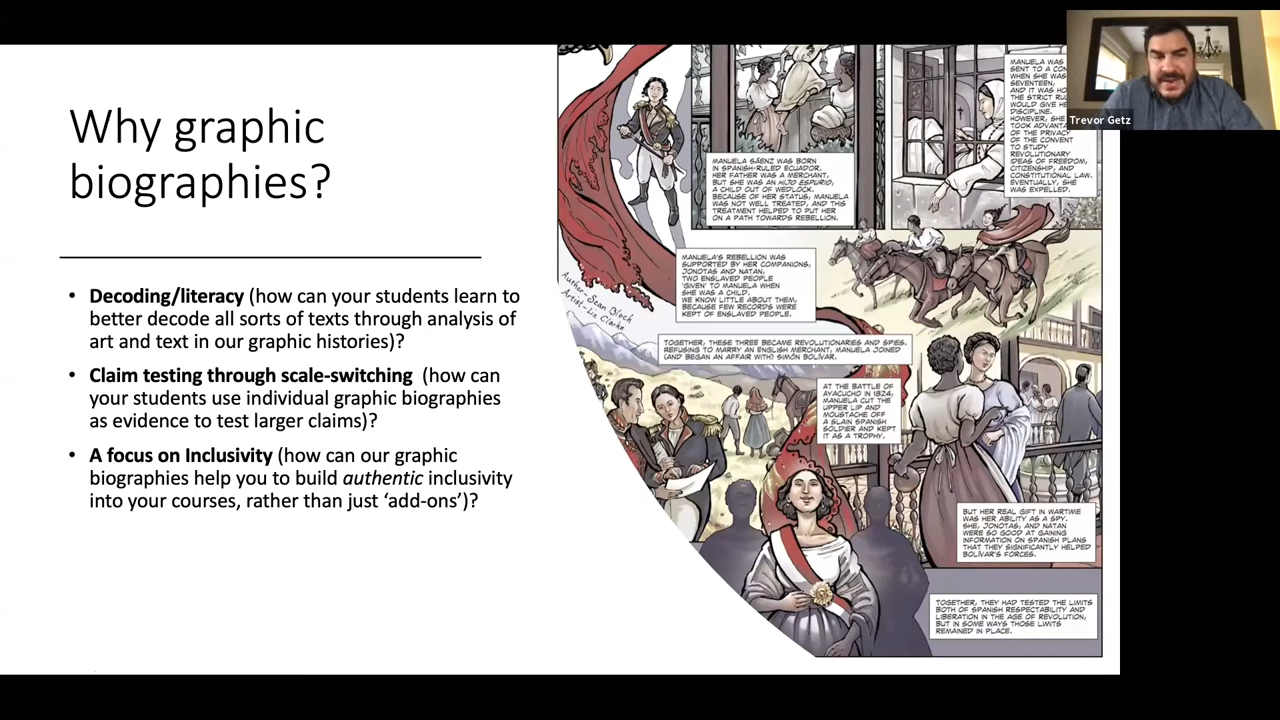 Why graphic
biographies?
• Decoding/literacy (how can your students learn to
better decode all sorts of texts through analysis of
art and text in our graphic histories)?
• Claim testing through scale-switching (how can
your students use individual graphic biographies
as evidence to test larger claims)?
• A focus on Inclusivity (how can our graphic
biographies help you to build authentic inclusivity
into your courses, rather than just ‘add-ons’)?
MANUELA SÁENZ WAS BORN
IN SPANISH-RULED ECUADOR.
HER FATHER WAS A MERCHANT,
BUT SHE WAS AN HIJO ESPURIO,
A CHILD OUT OF WEDLOCK.
BECAUSE OF HER STATUS, MANUELA
WAS NOT WELL TREATED, AND THIS
TREATMENT HELPED TO PUT HER
ON A PATH TOWARDS REBELLION.
MANUELA WAS
SENT TO A
WHEN SHE WAS
SEVENTEEN,
AND IT WAS
THE STRICT
WOULD GIVE
DISCIPLINE.
HOWEVER, SHE
TOOK
OF THE PRIVACY
OF THE CONVENT
TO STUDY
REVOLUTIONARY
IDEAS OF FREEDOM,
CITIZENSHIP, AND
CONSTITUTIONAL LAW.
EVENTUALLY, SHE
WAS EXPELLED.
Trevor Getz
MANUELA'S REBELLION WAS
SUPPORTED BY HER COMPANIONS,
JONOTAS AND NATAN,
TWO ENSLAVED PEOPLE
'GIVEN' TO MANUELA WHEN
SHE WAS A CHILD.
WE KNOW LITTLE ABOUT THEM,
BECAUSE FEW RECORDS WERE
KEPT OF ENSLAVED PEOPLE.
Author - Sean Bloch
Artist - Liz Clarke
TOGETHER, THESE THREE BECAME REVOLUTIONARIES AND SPIES.
REFUSING TO MARRY AN ENGLISH MERCHANT, MANUELA JOINED
(AND BEGAN AN AFFAIR WITH) SIMÓN BOLÍVAR.
AT THE BATTLE OF
AYACUCHO IN 1824,
MANUELA CUT THE
UPPER LIP AND
MOUSTACHE OFF
A SLAIN SPANISH
SOLDIER AND KEPT
IT AS A TROPHY.
BUT HER REAL GIFT IN WARTIME
WAS HER ABILITY AS A SPY.
SHE, JONOTAS, AND NATAN
WERE SO GOOD AT GAINING
INFORMATION ON SPANISH PLANS
THAT THEY SIGNIFICANTLY HELPED
BOLÍVAR'S FORCES.
TOGETHER, THEY HAD TESTED THE LIMITS
BOTH OF SPANISH RESPECTABILITY AND
LIBERATION IN THE AGE OF REVOLUTION,
BUT IN SOME WAYS THOSE LIMITS
REMAINED IN PLACE.